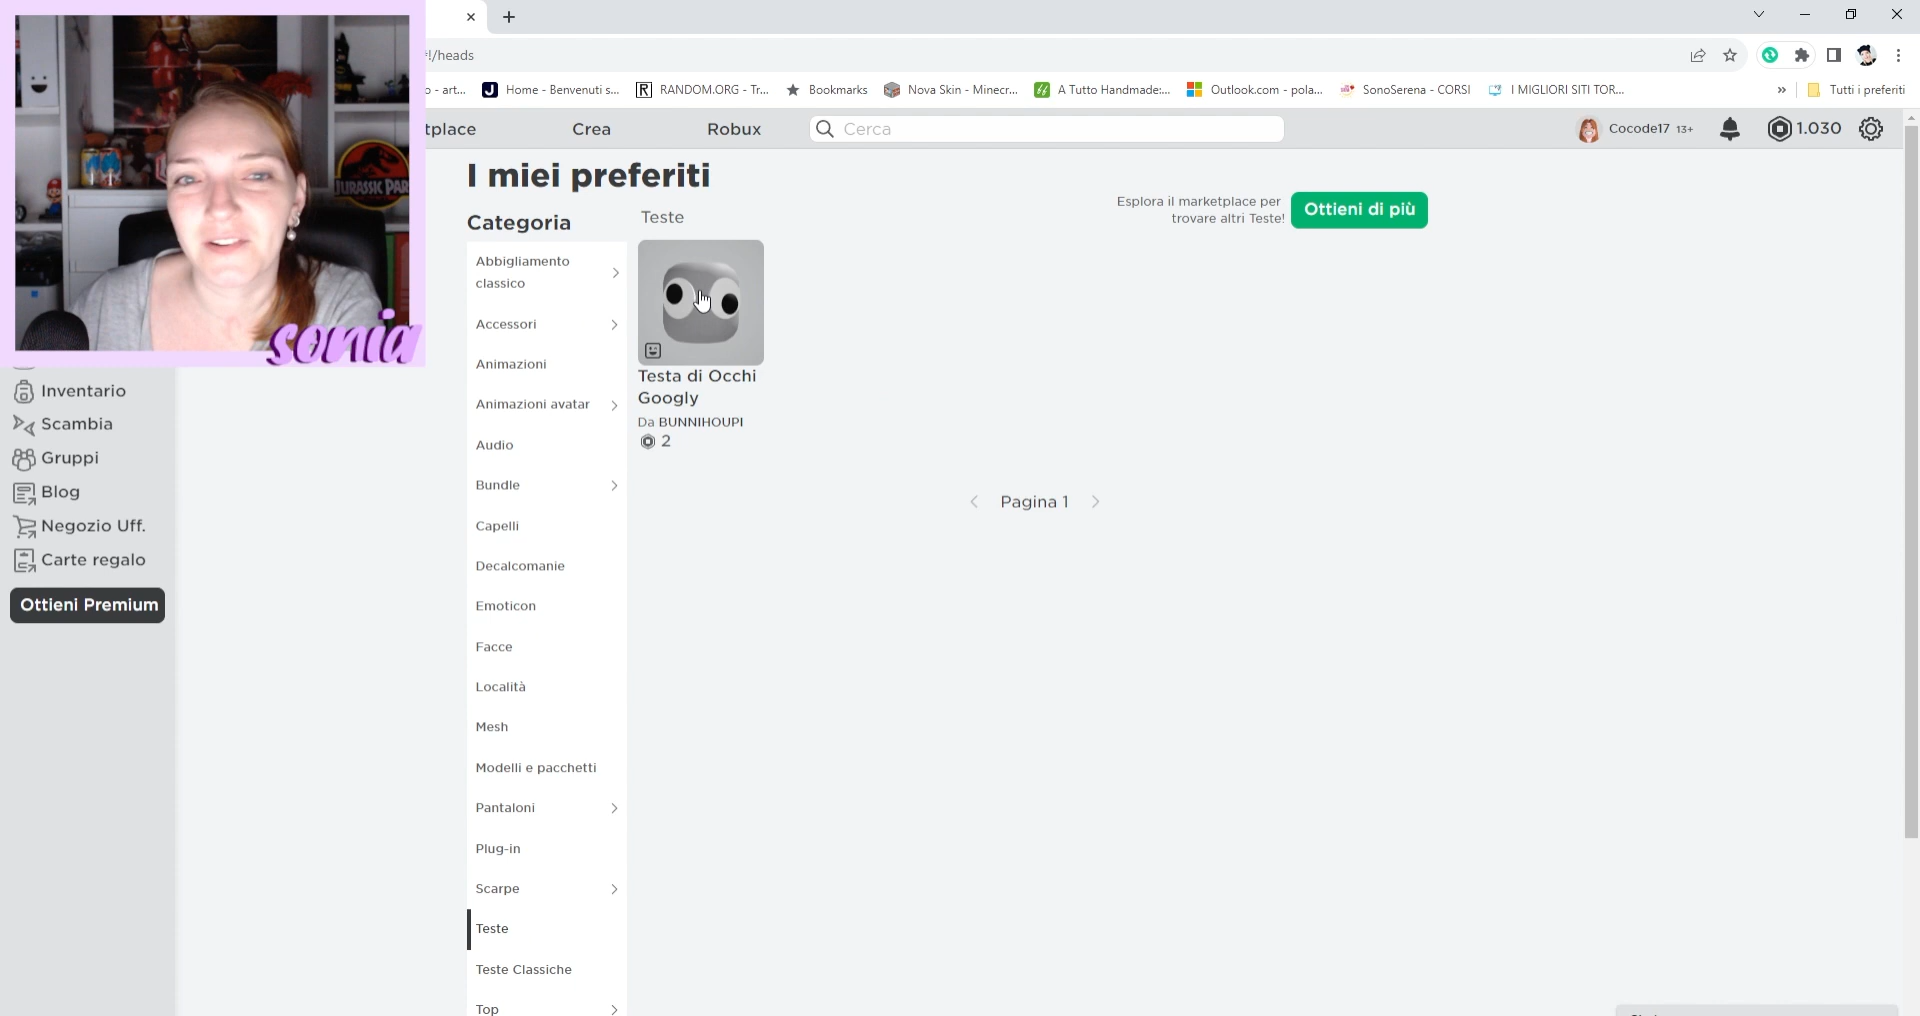 !/heads
o - art...
Home - Benvenuti s...
RANDOM.ORG - Tr...
Bookmarks
Nova Skin - Minecr...
A Tutto Handmade:...
Outlook.com - pola...
SonoSerena - CORSI
I MIGLIORI SITI TOR...
»
Tutti i preferiti
tplace
Crea
Robux
Cerca
Cocode17 13+
1.030
JURASSIC PAR
sonia
I miei preferiti
Esplora il marketplace per
trovare altri Teste!
Ottieni di più
Categoria
Teste
Abbigliamento
classico
Accessori
Animazioni
Animazioni avatar
Audio
Bundle
Capelli
Decalcomanie
Emoticon
Facce
Località
Mesh
Modelli e pacchetti
Pantaloni
Plug-in
Scarpe
Teste
Teste Classiche
Top
Testa di Occhi
Googly
Da BUNNIHOUPI
2
Pagina 1
Inventario
Scambia
Gruppi
Blog
Negozio Uff.
Carte regalo
Ottieni Premium